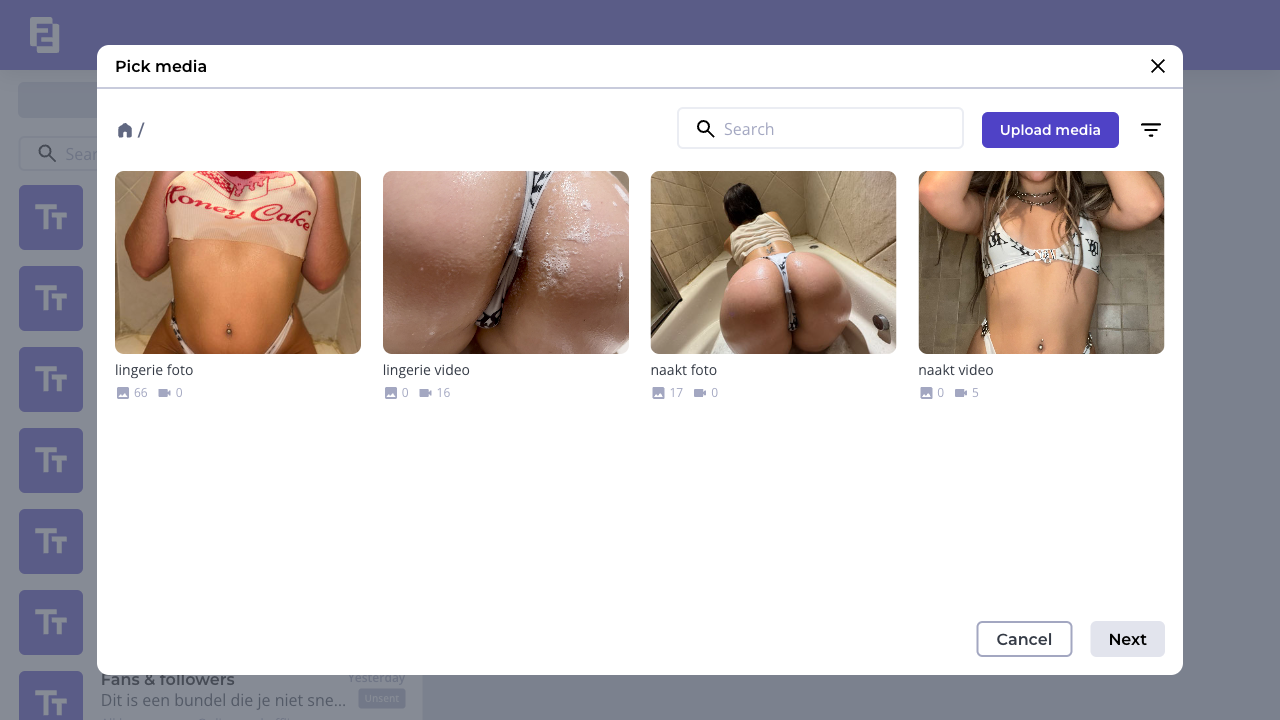 Pick media
/
Search
Upload media
Sear
Honey Cake
lingerie foto
66 0
lingerie video
0 16
naakt foto
17 0
naakt video
0 5
Cancel
Next
Fans & followers
Yesterday
Dit is een bundel die je niet sne...
Unsent